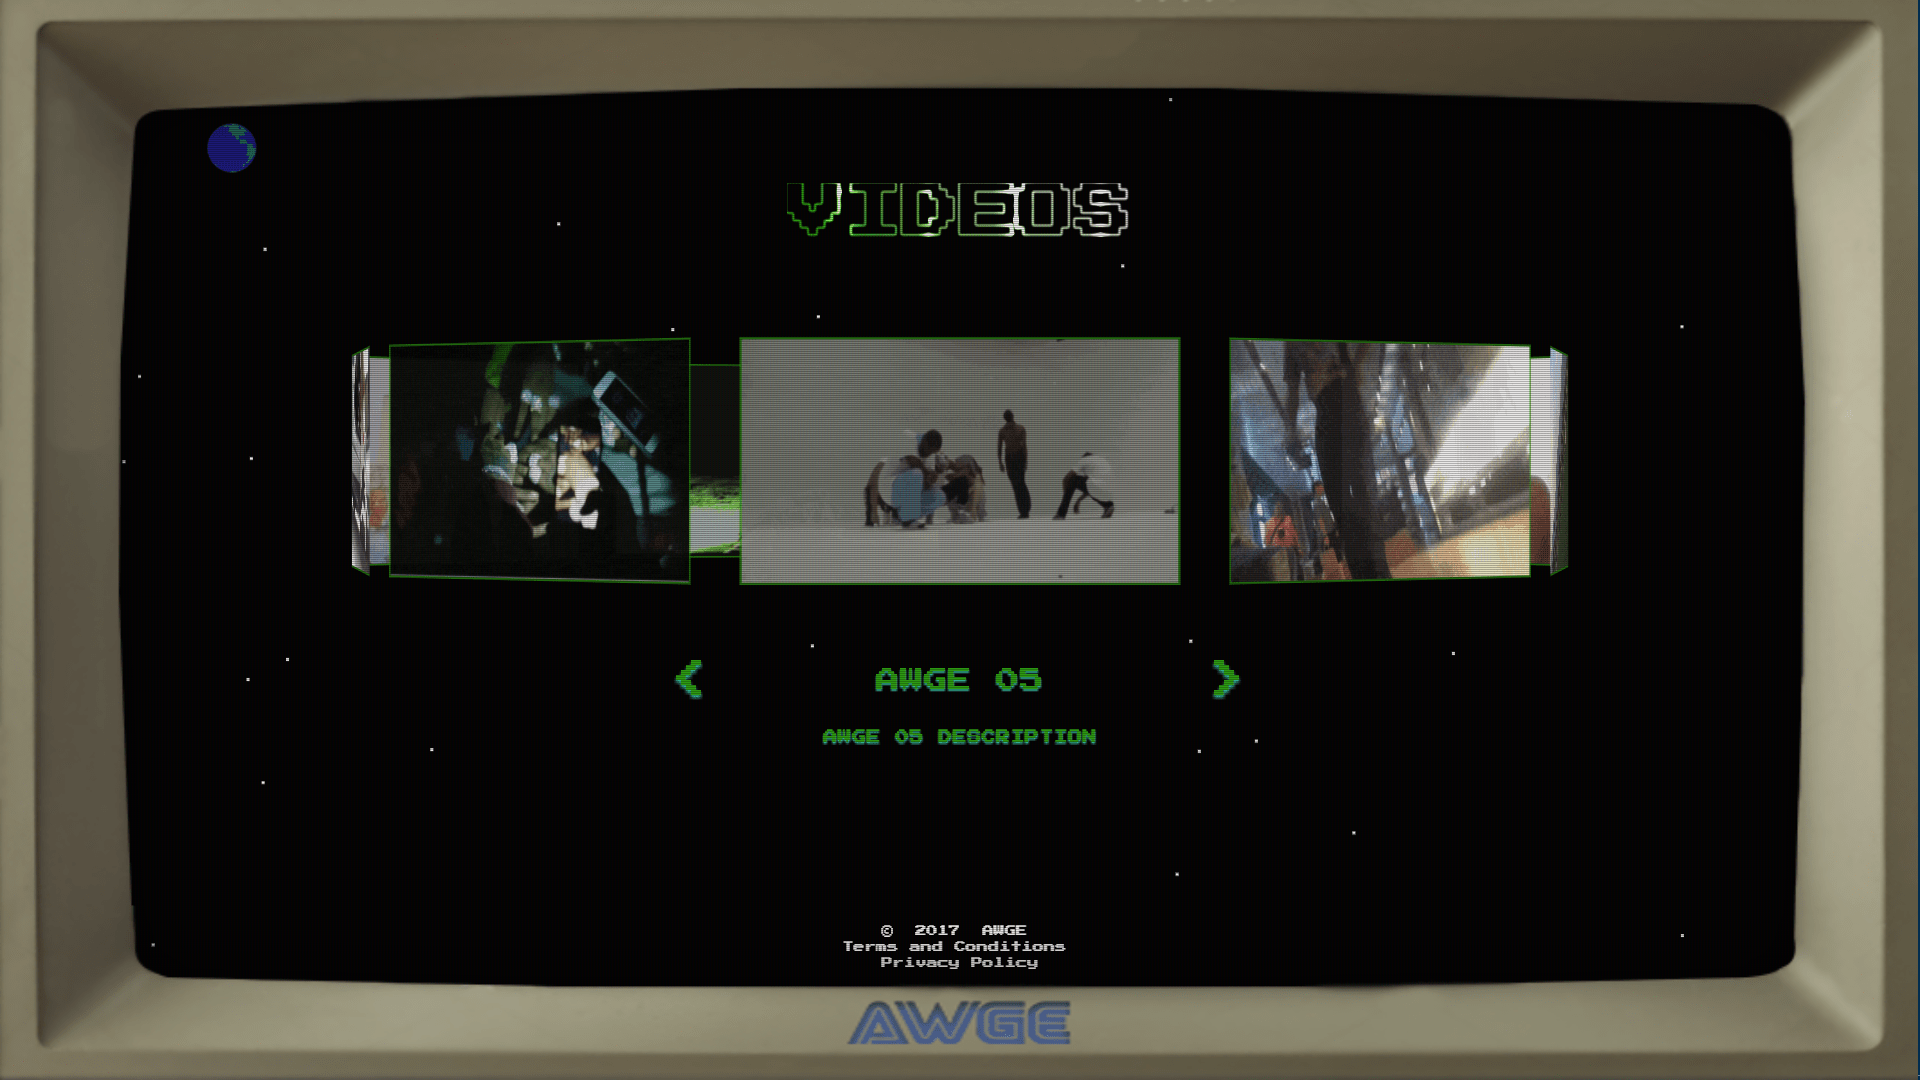 VIDEOS
AWGE 05
AWGE 05 DESCRIPTION
© 2017 AWGE
Terms and Conditions
Privacy Policy
AWGE